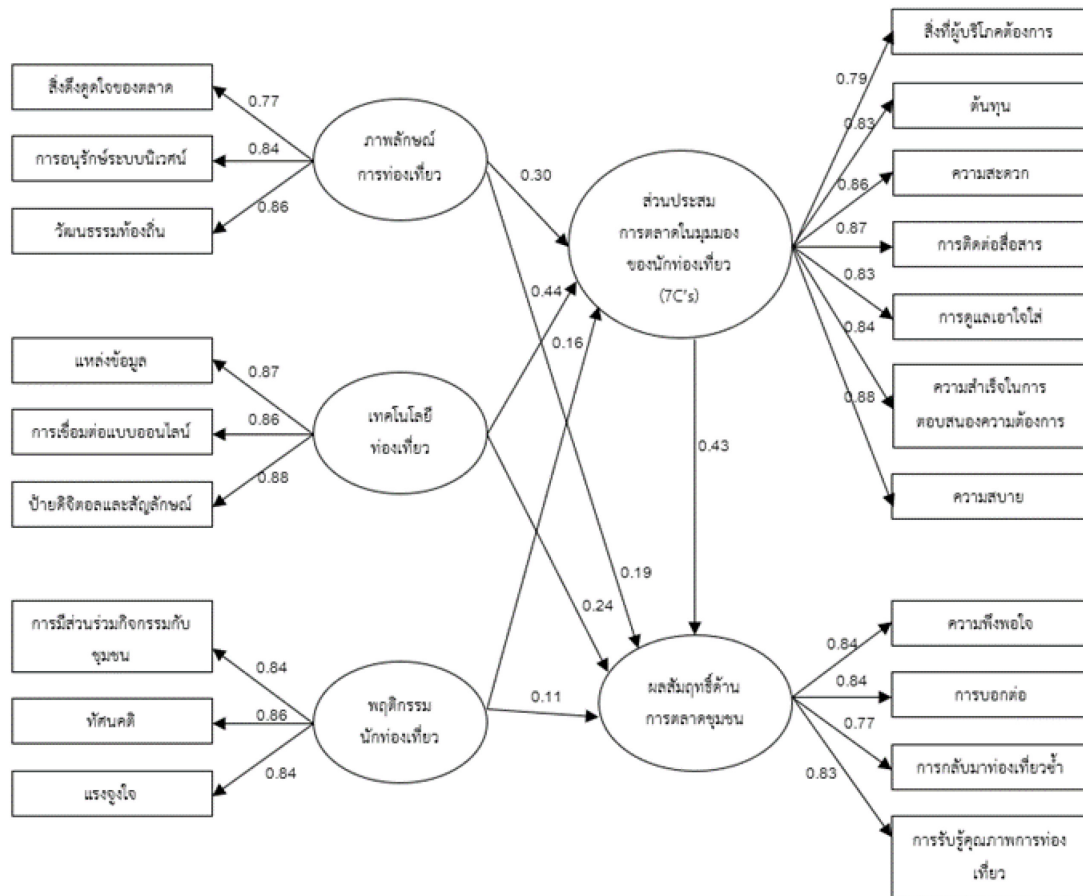 สิ่งดึงดูดใจของตลาด
0.77
การอนุรักษ์ระบบนิเวศน์
0.84
วัฒนธรรมท้องถิ่น
0.86
ภาพลักษณ์
การท่องเที่ยว
แหล่งข้อมูล
0.87
การเชื่อมต่อแบบออนไลน์
0.86
ป้ายดิจิตอลและสัญลักษณ์
0.88
เทคโนโลยี
ท่องเที่ยว
การมีส่วนร่วมกิจกรรมกับ
ชุมชน
0.84
ทัศนคติ
0.86
แรงจูงใจ
0.84
พฤติกรรม
นักท่องเที่ยว
0.30
0.44
0.16
0.19
0.24
0.11
0.43
ส่วนประสม
การตลาดในมุมมอง
ของนักท่องเที่ยว
(7C's)
ผลสัมฤทธิ์ด้าน
การตลาดชุมชน
0.79
สิ่งที่ผู้บริโภคต้องการ
0.83
ต้นทุน
0.86
ความสะดวก
0.87
การติดต่อสื่อสาร
0.83
การดูแลเอาใจใส่
0.84
ความสำเร็จในการ
ตอบสนองความต้องการ
0.88
ความสบาย
0.84
ความพึงพอใจ
0.84
การบอกต่อ
0.77
การกลับมาท่องเที่ยวซ้ำ
0.83
การรับรู้คุณภาพการท่อง
เที่ยว